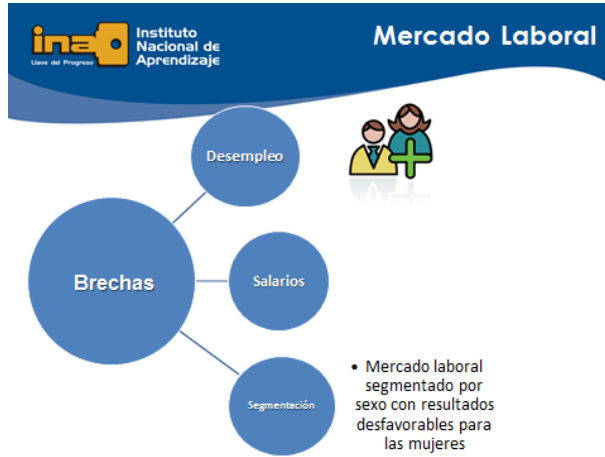 ina
Llave del Progreso
Instituto
Nacional de
Aprendizaje
Mercado Laboral
Desempleo
Brechas
Salarios
Segmentación
• Mercado laboral
segmentado por
sexo con resultados
desfavorables para
las mujeres